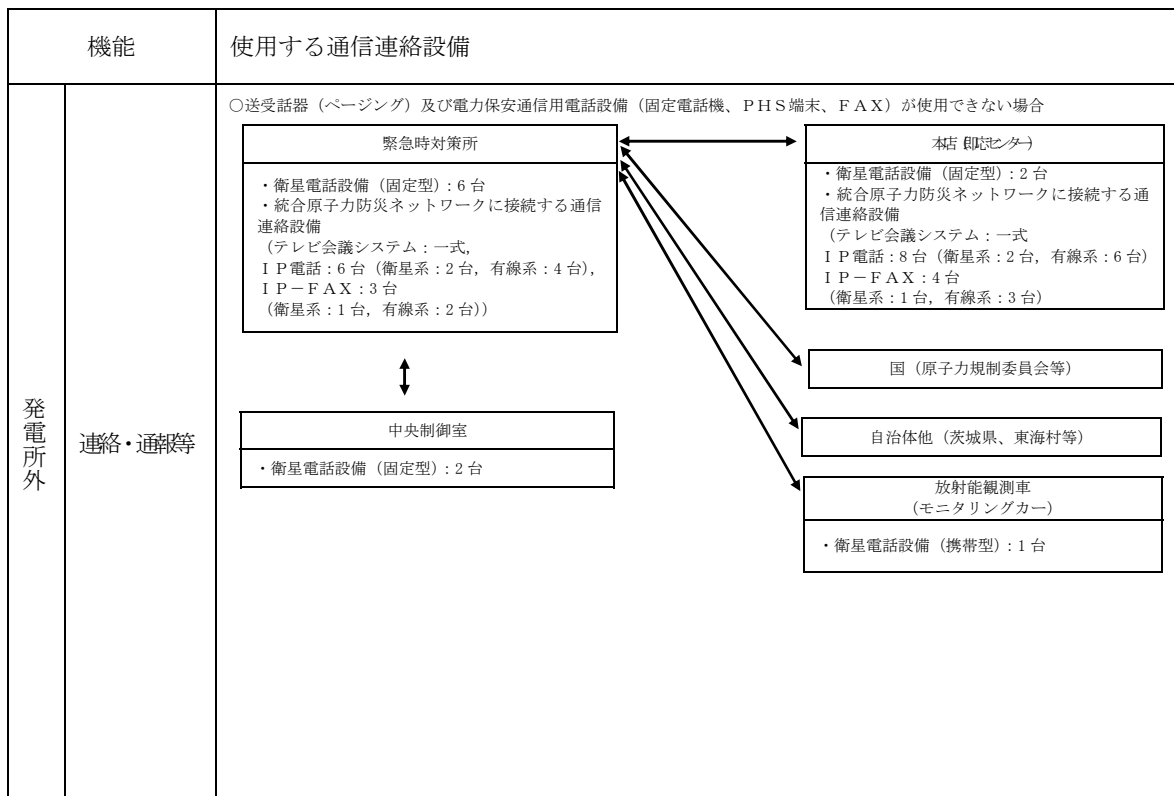 機能
使用する通信連絡設備
発電所外
連絡・通報等
○送受話器（ページング）及び電力保安通信用電話設備（固定電話機、ＰＨＳ端末、ＦＡＸ）が使用できない場合
緊急時対策所
・衛星電話設備（固定型）：6台
・統合原子力防災ネットワークに接続する通信
連絡設備
（テレビ会議システム：一式，
ＩＰ電話：6台（衛星系：2台，有線系：4台），
ＩＰ－ＦＡＸ：3台
（衛星系：1台，有線系：2台））
中央制御室
・衛星電話設備（固定型）：2台
本店（即応センター）
・衛星電話設備（固定型）：2台
・統合原子力防災ネットワークに接続する通
信連絡設備
（テレビ会議システム：一式
ＩＰ電話：8台（衛星系：2台，有線系：6台）
ＩＰ－ＦＡＸ：4台
（衛星系：1台，有線系：3台）
国（原子力規制委員会等）
自治体他（茨城県、東海村等）
放射能観測車
（モニタリングカー）
・衛星電話設備（携帯型）：1台